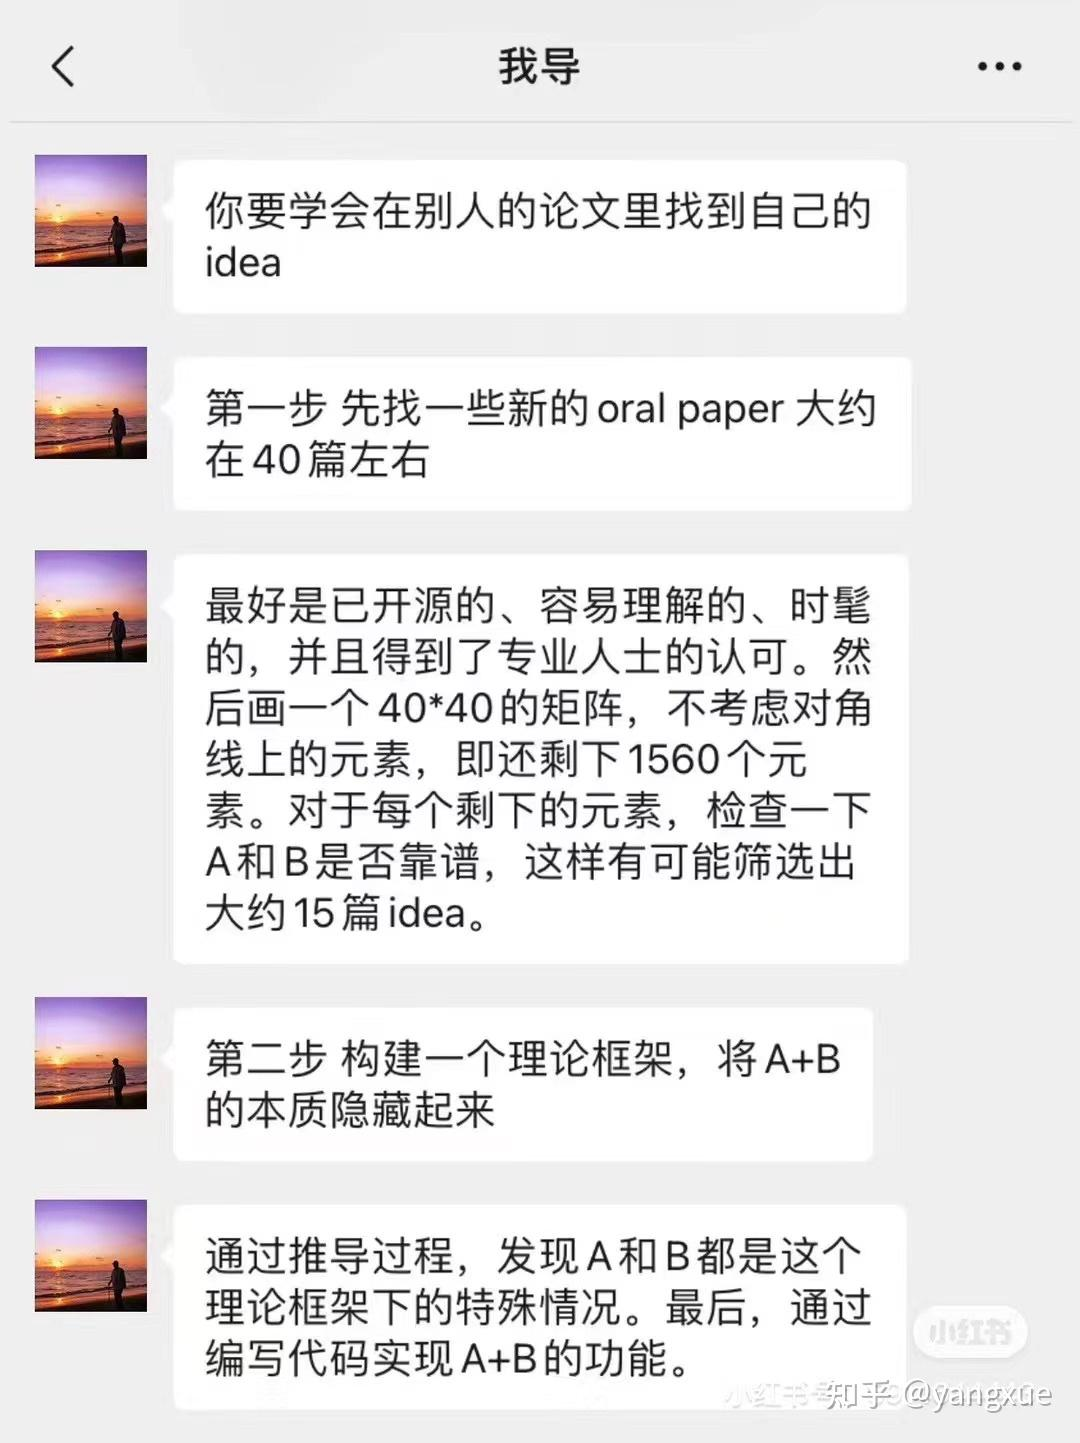 我导
你要学会在别人的论文里找到自己的
idea
第一步 先找一些新的oral paper 大约
在40篇左右
最好是已开源的、容易理解的、时髦
的，并且得到了专业人士的认可。然
后画一个40*40的矩阵，不考虑对角
线上的元素，即还剩下1560个元
素。对于每个剩下的元素，检查一下
A和B是否靠谱，这样有可能筛选出
大约15篇idea。
第二步 构建一个理论框架，将A+B
的本质隐藏起来
通过推导过程，发现A和B都是这个
理论框架下的特殊情况。最后，通过
编写代码实现A+B的功能。
小红书
小红书号
知乎 @yangxue